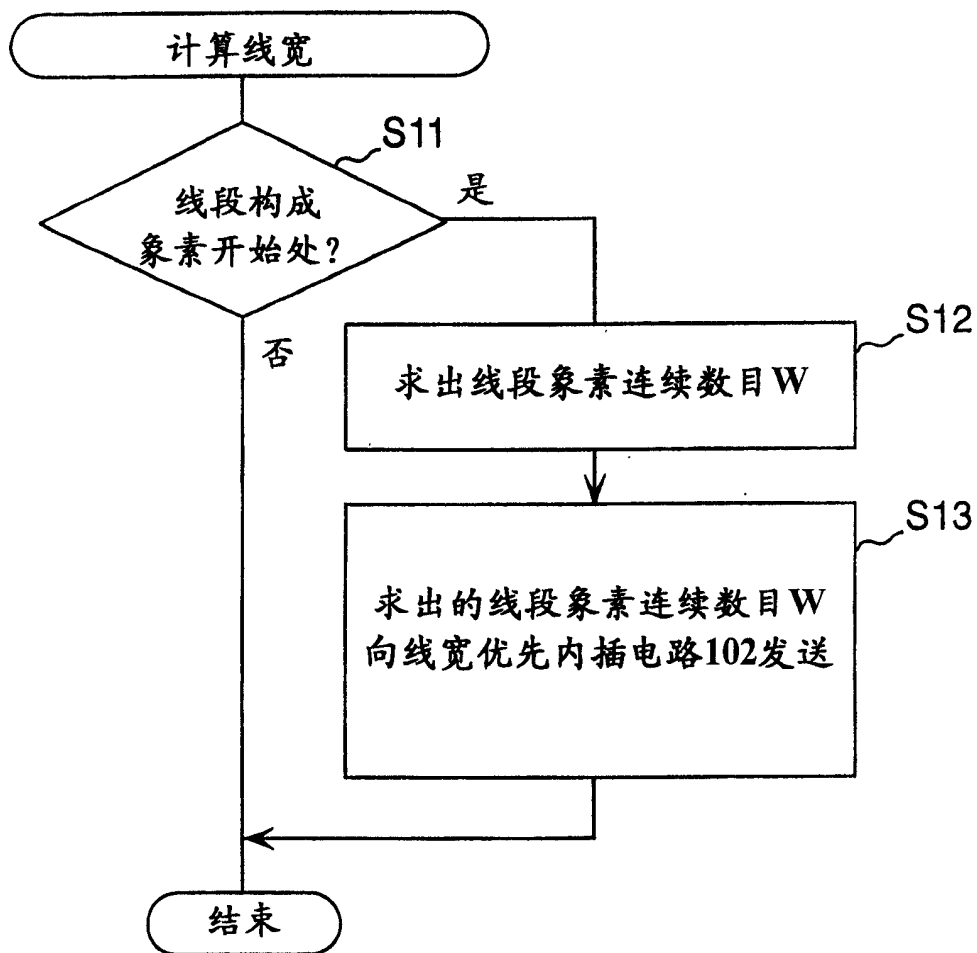 计算线宽
S11
线段构成
象素开始处?
是
否
S12
求出线段象素连续数目W
S13
求出的线段象素连续数目W
向线宽优先内插电路102发送
结束